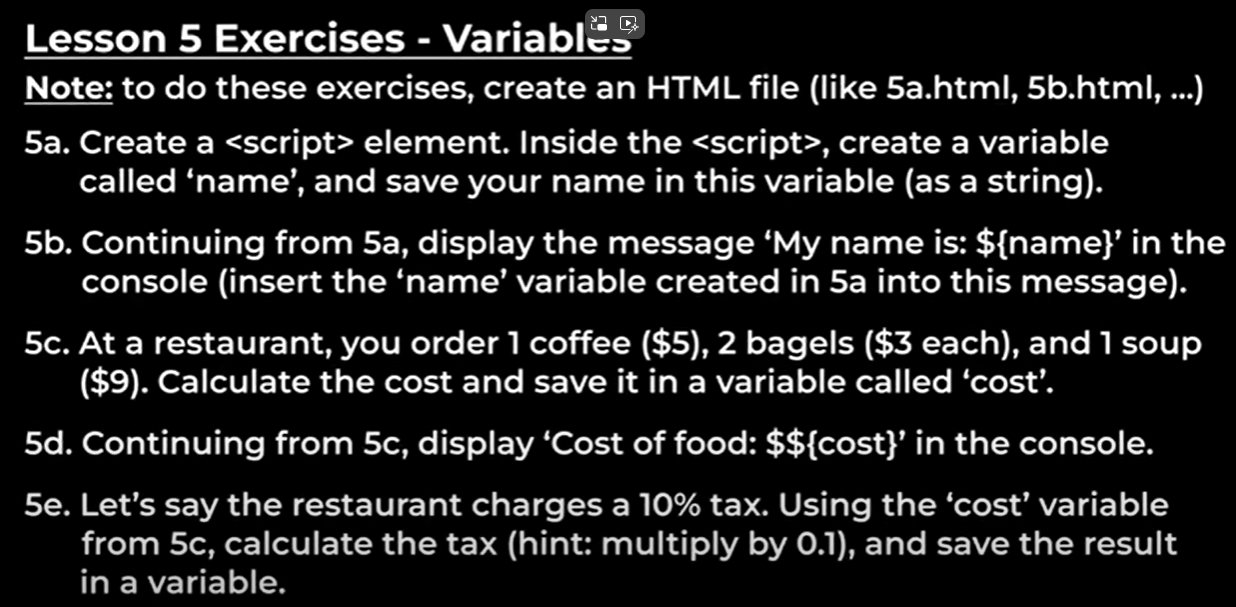 Lesson 5 Exercises - Variables
Note: to do these exercises, create an HTML file (like 5a.html, 5b.html, ...)
5a. Create a <script> element. Inside the <script>, create a variable
called ‘name’, and save your name in this variable (as a string).
5b. Continuing from 5a, display the message ‘My name is: ${name}’ in the
console (insert the ‘name’ variable created in 5a into this message).
5c. At a restaurant, you order 1 coffee ($5), 2 bagels ($3 each), and 1 soup
($9). Calculate the cost and save it in a variable called ‘cost’.
5d. Continuing from 5c, display ‘Cost of food: $${cost}’ in the console.
5e. Let’s say the restaurant charges a 10% tax. Using the ‘cost’ variable
from 5c, calculate the tax (hint: multiply by 0.1), and save the result
in a variable.